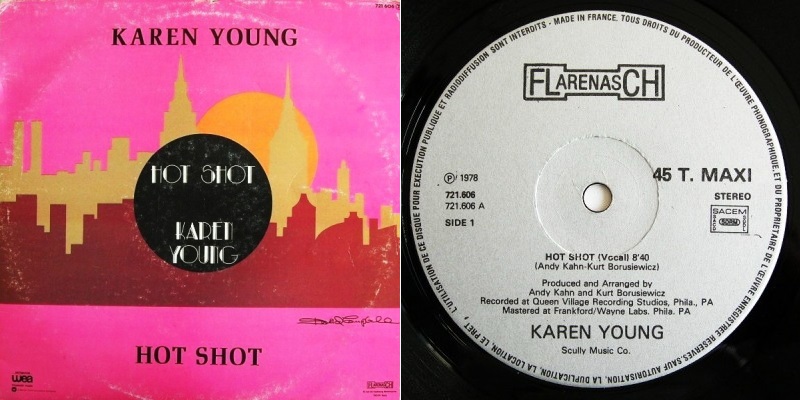 721 606
KAREN YOUNG
HOT SHOT
KAREN
YOUNG
HOT SHOT
wea
FLARENASCH
L'UTILISATION DE CE DISQUE POUR EXECUTION PUBLIQUE ET RADIODIFFUSION SONT INTERDITS - MADE IN FRANCE. TOUS DROITS DU PRODUCTEUR DE L'ŒUVRE PHONOGRAPHIQUE, ET DU PROPRIETAIRE DE L'ŒUVRE ENREGISTREE RESERVES. SAUF AUTORISATION, LA DUPLICATION, LA LOCATION, LE PRET,
FLARENASCH
45 T. MAXI
Ⓟ 1978
721.606
STEREO
721.606 A
SACEM
SDRM
SIDE 1
HOT SHOT (Vocal) 8'40
(Andy Kahn-Kurt Borusiewicz)
Produced and Arranged by
Andy Kahn and Kurt Borusiewicz
Recorded at Queen Village Recording Studios, Phila., PA
Mastered at Frankford/Wayne Labs. Phila. PA
KAREN YOUNG
Scully Music Co.